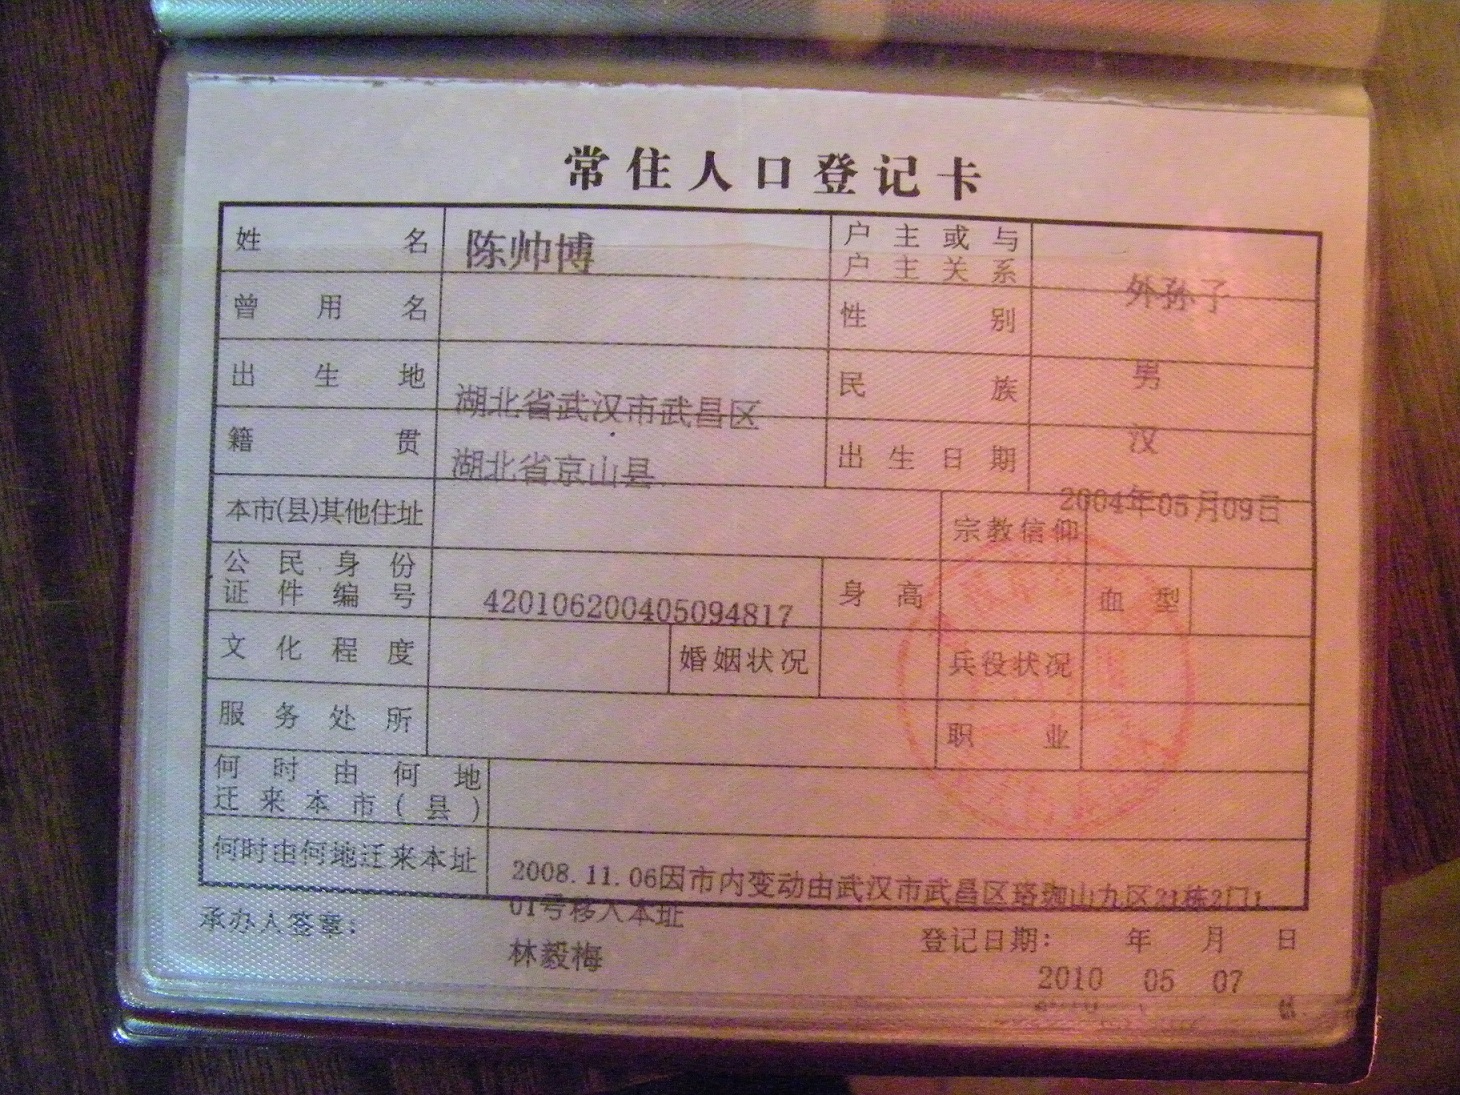 常住人口登记卡
姓名 陈帅博 户主或与户主关系 外孙子
曾用名 性别 男
出生地 湖北省武汉市武昌区 民族 汉
籍贯 湖北省京山县 出生日期 2004年05月09日
本市(县)其他住址 宗教信仰
公民身份证件编号 420106200405094817 身高 血型
文化程度 婚姻状况 兵役状况
服务处所 职业
何时由何地迁来本市(县)
何时由何地迁来本址 2008.11.06因市内变动由武汉市武昌区珞珈山九区21栋2门1
01号移入本址
承办人签章: 林毅梅 登记日期: 年 月 日
2010 05 07